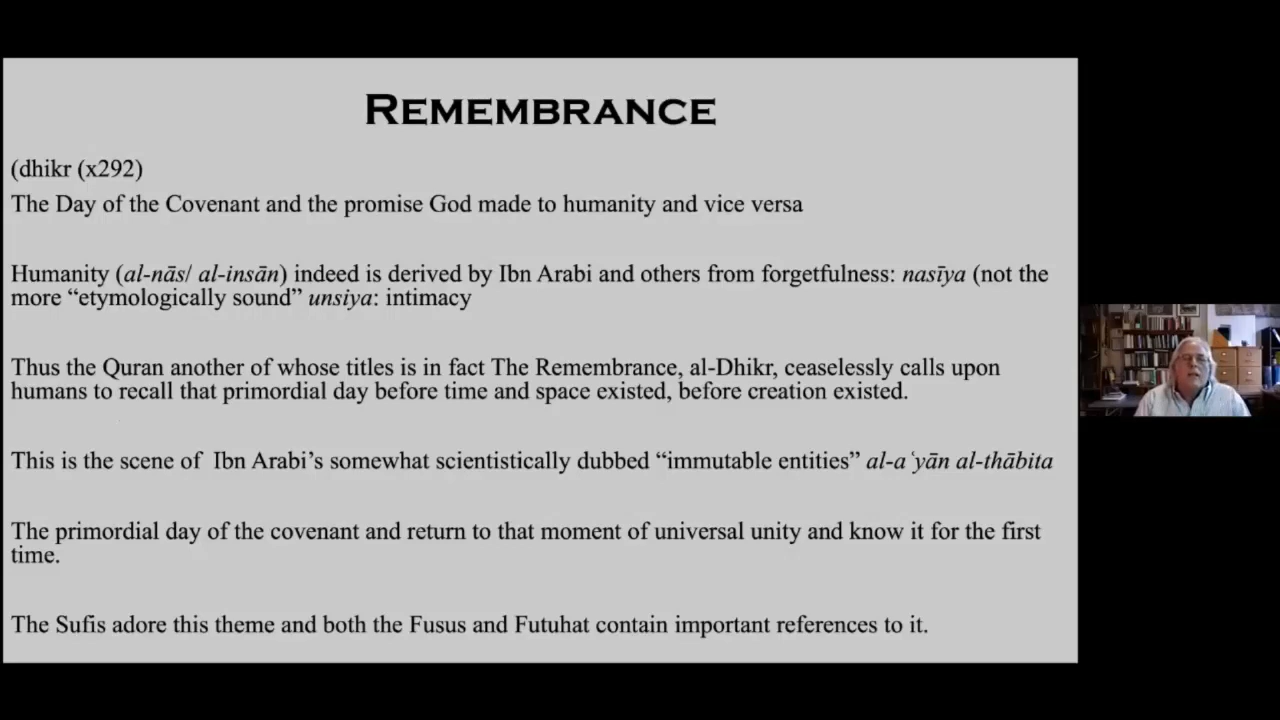 REMEMBRANCE
(dhikr (x292)
The Day of the Covenant and the promise God made to humanity and vice versa
Humanity (al-nās/ al-insān) indeed is derived by Ibn Arabi and others from forgetfulness: nasīya (not the
more “etymologically sound” unsiya: intimacy
Thus the Quran another of whose titles is in fact The Remembrance, al-Dhikr, ceaselessly calls upon
humans to recall that primordial day before time and space existed, before creation existed.
This is the scene of Ibn Arabi’s somewhat scientistically dubbed “immutable entities” al-aʿyān al-thābita
The primordial day of the covenant and return to that moment of universal unity and know it for the first
time.
The Sufis adore this theme and both the Fusus and Futuhat contain important references to it.